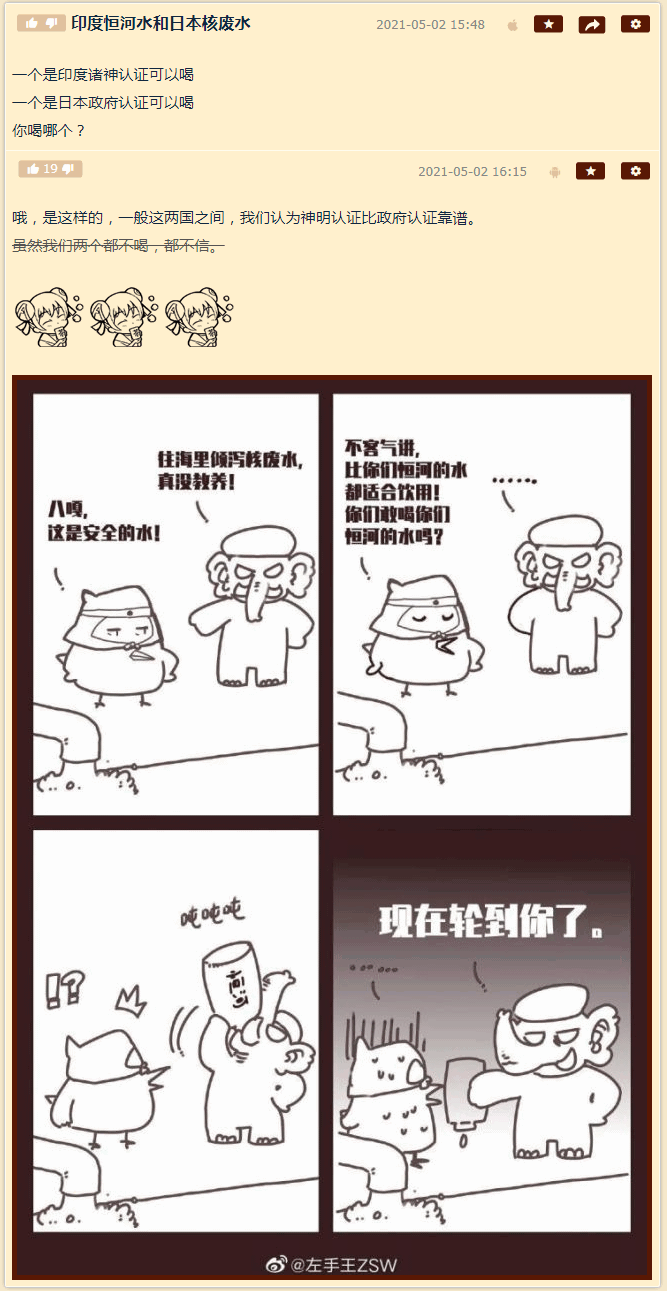 印度恒河水和日本核废水
2021-05-02 15:48
一个是印度诸神认证可以喝
一个是日本政府认证可以喝
你喝哪个？
19
2021-05-02 16:15
哦，是这样的，一般这两国之间，我们认为神明认证比政府认证靠谱。
虽然我们两个都不喝，都不信。
往海里倾泻核废水，
真没教养！
八嘎，
这是安全的水！
不客气讲，
比你们恒河的水
都适合饮用！
你们敢喝你们
恒河的水吗？
……
吨吨吨
!?
恒河
现在轮到你了。
……
@左手王ZSW